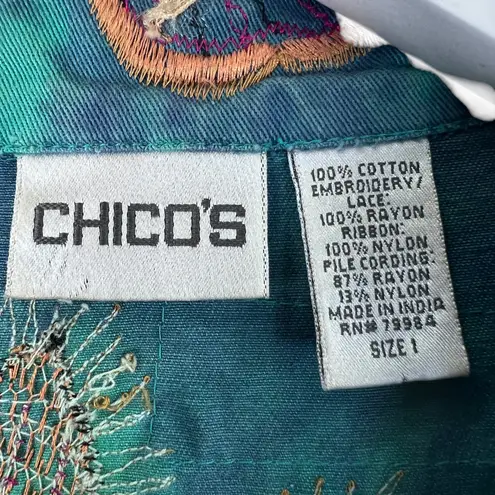 CHICO'S
100% COTTON
EMBROIDERY/
LACE:
100% RAYON
RIBBON:
100% NYLON
PILE CORDING:
87% RAYON
13% NYLON
MADE IN INDIA
RN# 79984
SIZE 1